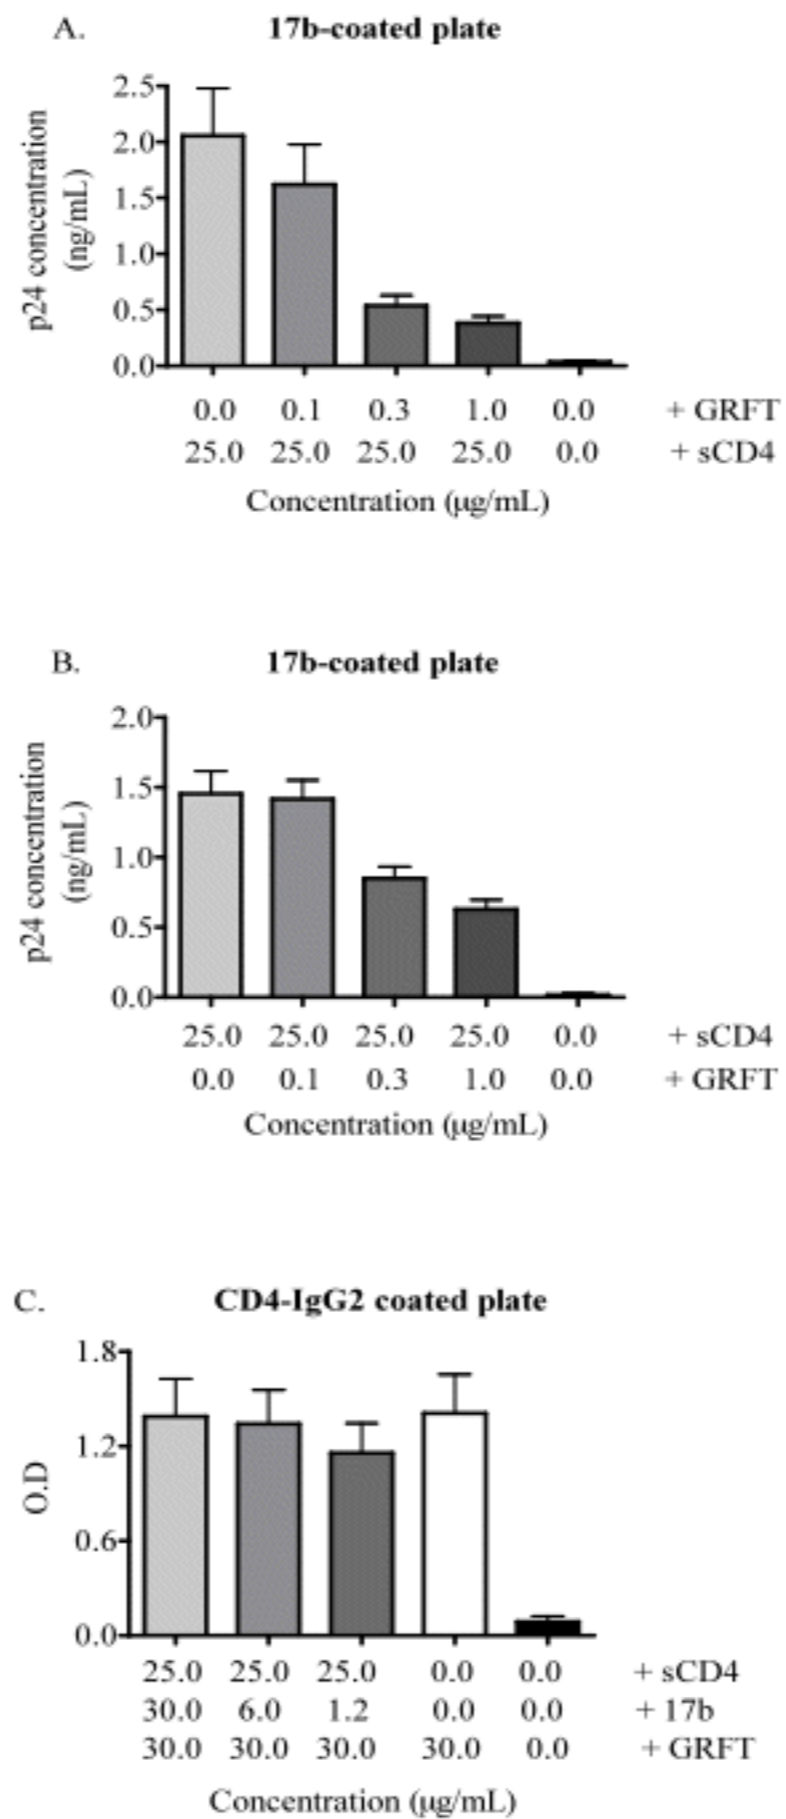 A. 17b-coated plate
p24 concentration
(ng/mL)
2.5
2.0
1.5
1.0
0.5
0.0
0.0 0.1 0.3 1.0 0.0 + GRFT
25.0 25.0 25.0 25.0 0.0 + sCD4
Concentration (μg/mL)
B. 17b-coated plate
p24 concentration
(ng/mL)
2.0
1.5
1.0
0.5
0.0
25.0 25.0 25.0 25.0 0.0 + sCD4
0.0 0.1 0.3 1.0 0.0 + GRFT
Concentration (μg/mL)
C. CD4-IgG2 coated plate
O.D
1.8
1.2
0.6
0.0
25.0 25.0 25.0 0.0 0.0 + sCD4
30.0 6.0 1.2 0.0 0.0 + 17b
30.0 30.0 30.0 30.0 0.0 + GRFT
Concentration (μg/mL)